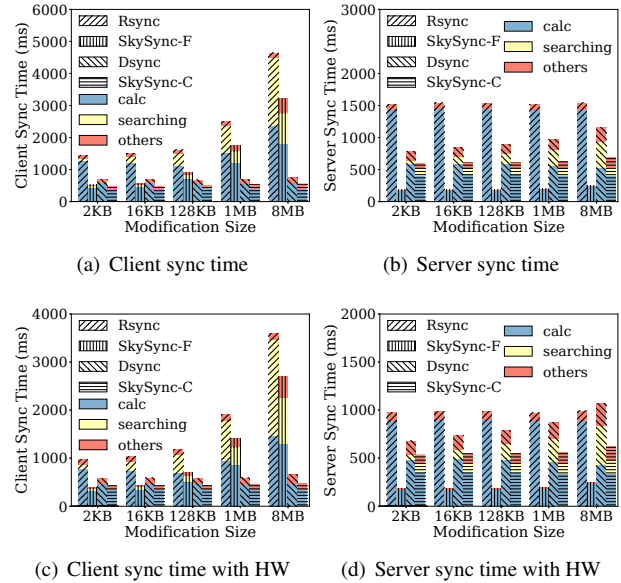 6000
5000
4000
3000
2000
1000
0
Client Sync Time (ms)
Rsync
SkySync-F
Dsync
SkySync-C
calc
searching
others
2KB 16KB 128KB 1MB 8MB
Modification Size
(a) Client sync time
3000
2400
1800
1200
600
0
Server Sync Time (ms)
Rsync
SkySync-F
Dsync
SkySync-C
calc
searching
others
2KB 16KB 128KB 1MB 8MB
Modification Size
(b) Server sync time
4000
3000
2000
1000
0
Client Sync Time (ms)
Rsync
SkySync-F
Dsync
SkySync-C
calc
searching
others
2KB 16KB 128KB 1MB 8MB
Modification Size
(c) Client sync time with HW
2000
1500
1000
500
0
Server Sync Time (ms)
Rsync
SkySync-F
Dsync
SkySync-C
calc
searching
others
2KB 16KB 128KB 1MB 8MB
Modification Size
(d) Server sync time with HW